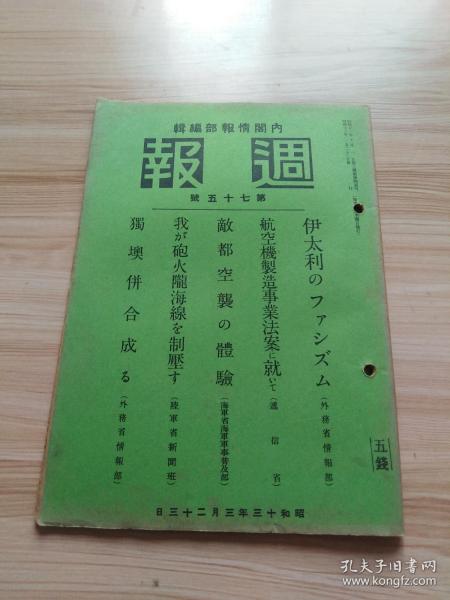 内閣情報部編輯
週報
第七十五號
伊太利のファシズム（外務省情報部）
航空機製造事業法案に就いて（遞信省）
敵都空襲の體驗（海軍省海軍軍事普及部）
我が砲火隴海線を制壓す（陸軍省新聞班）
獨墺併合成る（外務省情報部）
五錢
昭和十三年三月二十三日
孔夫子旧书网
www.kongfz.com